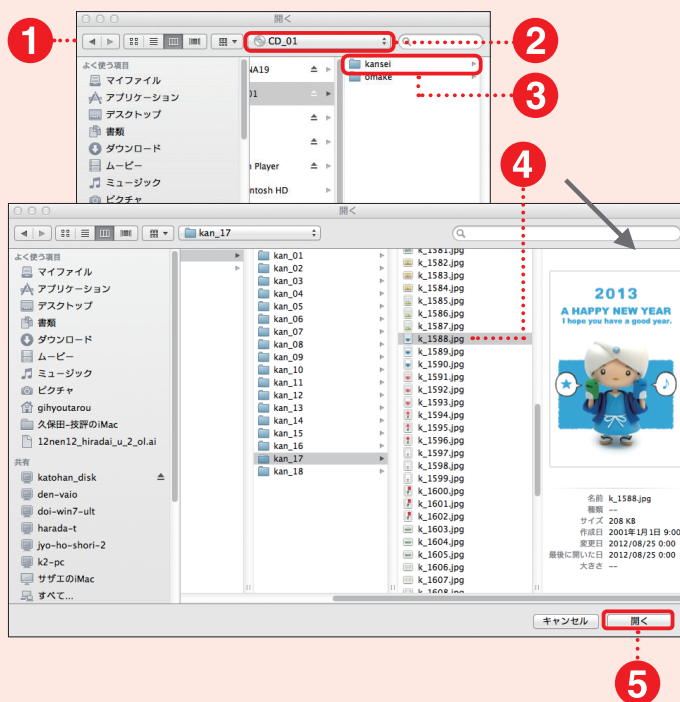 開く
1
CD_01
2
よく使う項目
マイファイル
アプリケーション
デスクトップ
書類
ダウンロード
ムービー
ミュージック
ピクチャ
NA19
01
Player
ntosh HD
kansei
omake
3
4
開く
kan_17
よく使う項目
マイファイル
アプリケーション
デスクトップ
書類
ダウンロード
ムービー
ミュージック
ピクチャ
gihyoutarou
久保田-技評のiMac
12nen12_hiradai_u_2_ol.ai
共有
katohan_disk
den-vaio
doi-win7-ult
harada-t
jyo-ho-shori-2
k2-pc
サザエのiMac
すべて...
kan_01
kan_02
kan_03
kan_04
kan_05
kan_06
kan_07
kan_08
kan_09
kan_10
kan_11
kan_12
kan_13
kan_14
kan_15
kan_16
kan_17
kan_18
k_1581.jpg
k_1582.jpg
k_1583.jpg
k_1584.jpg
k_1585.jpg
k_1586.jpg
k_1587.jpg
k_1588.jpg
k_1589.jpg
k_1590.jpg
k_1591.jpg
k_1592.jpg
k_1593.jpg
k_1594.jpg
k_1595.jpg
k_1596.jpg
k_1597.jpg
k_1598.jpg
k_1599.jpg
k_1600.jpg
k_1601.jpg
k_1602.jpg
k_1603.jpg
k_1604.jpg
k_1605.jpg
k_1606.jpg
k_1607.jpg
k_1608.jpg
2013
A HAPPY NEW YEAR
I hope you have a good year.
名前 k_1588.jpg
種類 --
サイズ 208 KB
作成日 2001年1月1日 9:00
変更日 2012/08/25 0:00
最後に開いた日 2012/08/25 0:00
大きさ --
キャンセル
開く
5